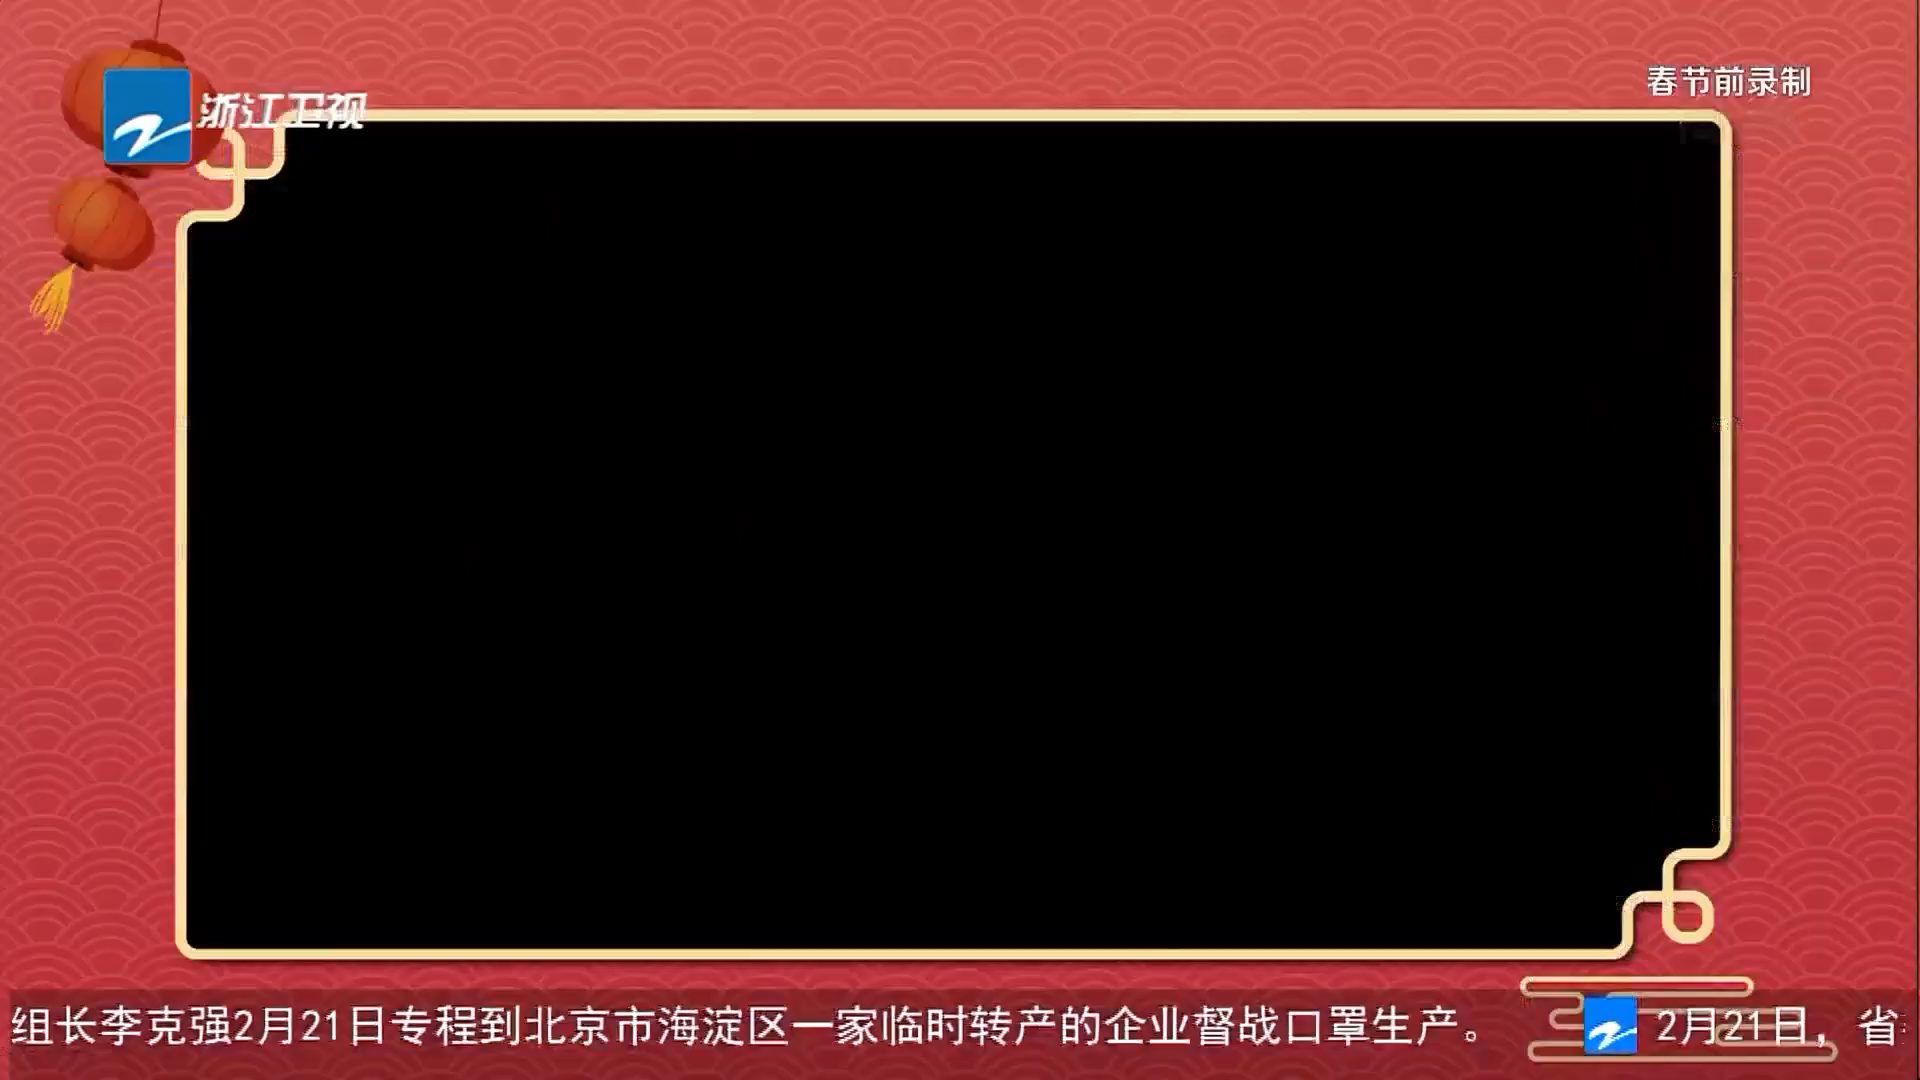 浙江卫视
春节前录制
组长李克强2月21日专程到北京市海淀区一家临时转产的企业督战口罩生产。 2月21日，省